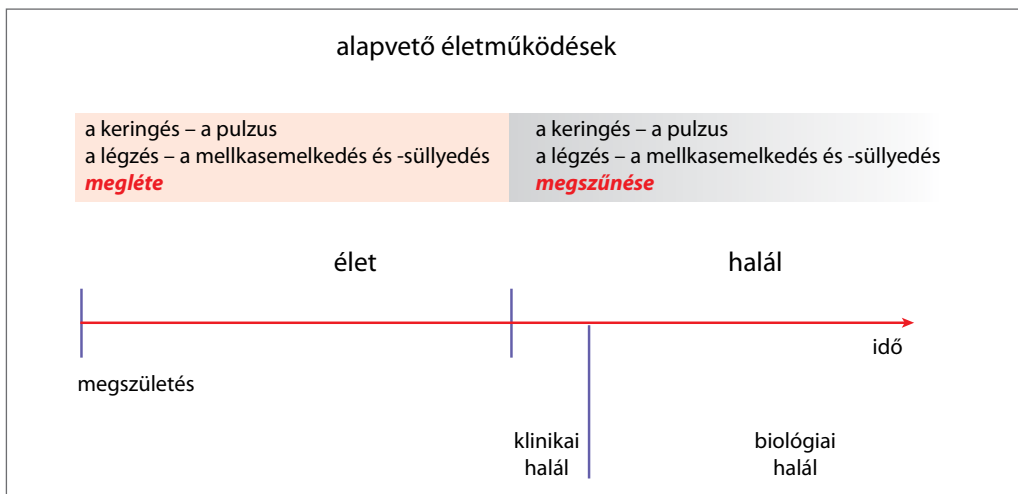 alapvető életműködések
a keringés – a pulzus
a légzés – a mellkasemelkedés és -süllyedés
megléte
a keringés – a pulzus
a légzés – a mellkasemelkedés és -süllyedés
megszűnése
élet
halál
idő
megszületés
klinikai
halál
biológiai
halál